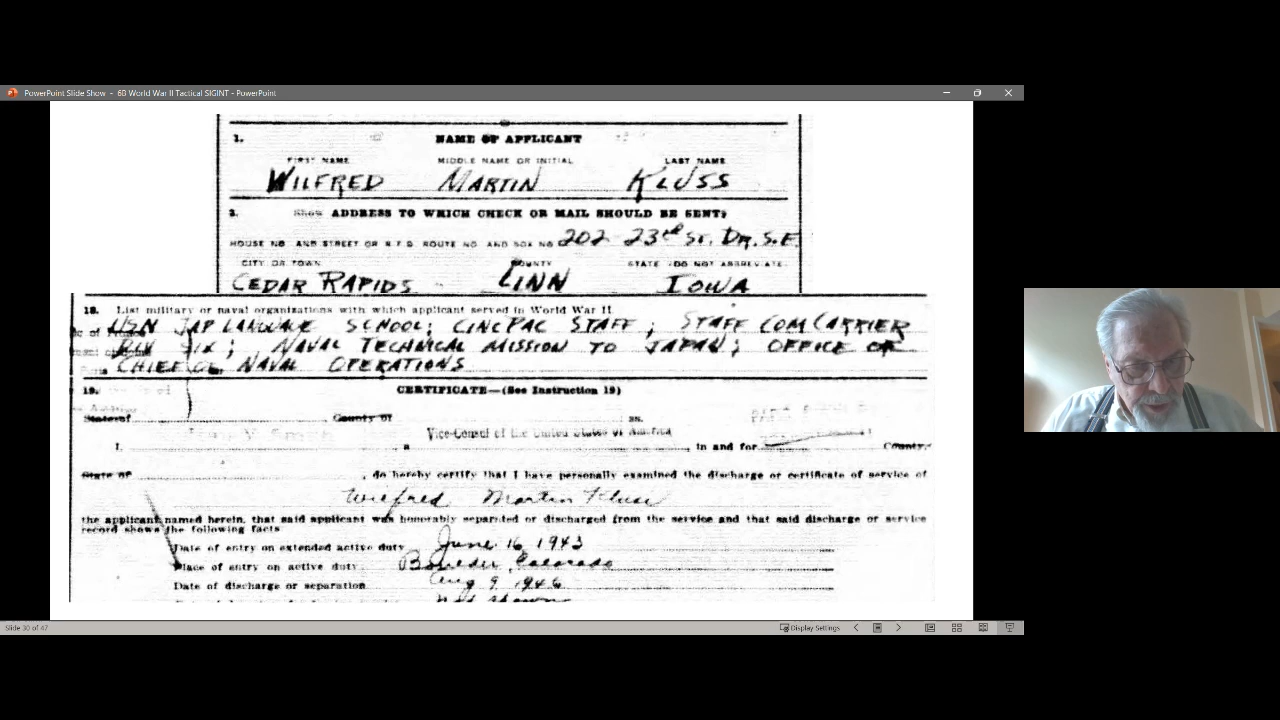 PowerPoint Slide Show - 60 World War II Tactical SIGINT - PowerPoint
1. NAME OF APPLICANT
FIRST NAME MIDDLE NAME OR INITIAL LAST NAME
WILFRED MARTIN KLUSS
2. ADDRESS TO WHICH CHECK OR MAIL SHOULD BE SENT:
HOUSE NO AND STREET OR R.F.D. ROUTE NO AND BOX NO 202 23rd ST. DR. S.E.
CITY OR TOWN COUNTY STATE (DO NOT ABBREVIATE)
CEDAR RAPIDS LINN IOWA
18. List military or naval organizations with which applicant served in World War II.
USN JAP LANGUAGE SCHOOL; CINCPAC STAFF; STAFF COM CARRIER
DIV SIX; NAVAL TECHNICAL MISSION TO JAPAN; OFFICE OF
CHIEF OF NAVAL OPERATIONS
19. CERTIFICATE—(See Instruction 19)
State of County of ss.
Vice-Consul of the United States of America
I, a in and for County,
State of , do hereby certify that I have personally examined the discharge or certificate of service of
Wilfred Martin Kluss
the applicant named herein, that said applicant was honorably separated or discharged from the service and that said discharge or service
record shows the following facts
Date of entry on extended active duty June 16 1943
Place of entry on active duty Boulder, Colorado
Date of discharge or separation Aug 9 1946
Slide 30 of 47 Display Settings